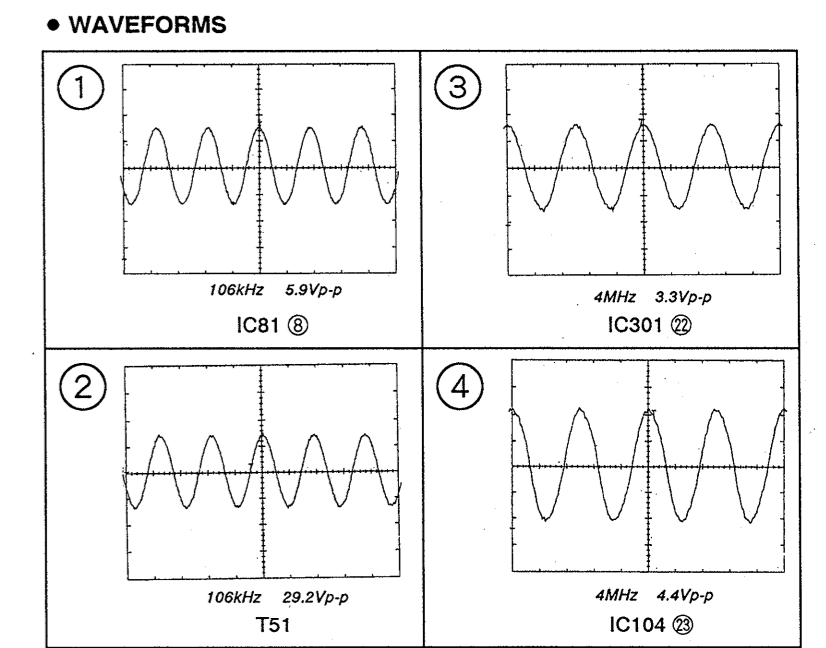 ● WAVEFORMS
①
106kHz 5.9Vp-p
IC81 ⑧
②
106kHz 29.2Vp-p
T51
③
4MHz 3.3Vp-p
IC301 ㉒
④
4MHz 4.4Vp-p
IC104 ㉓